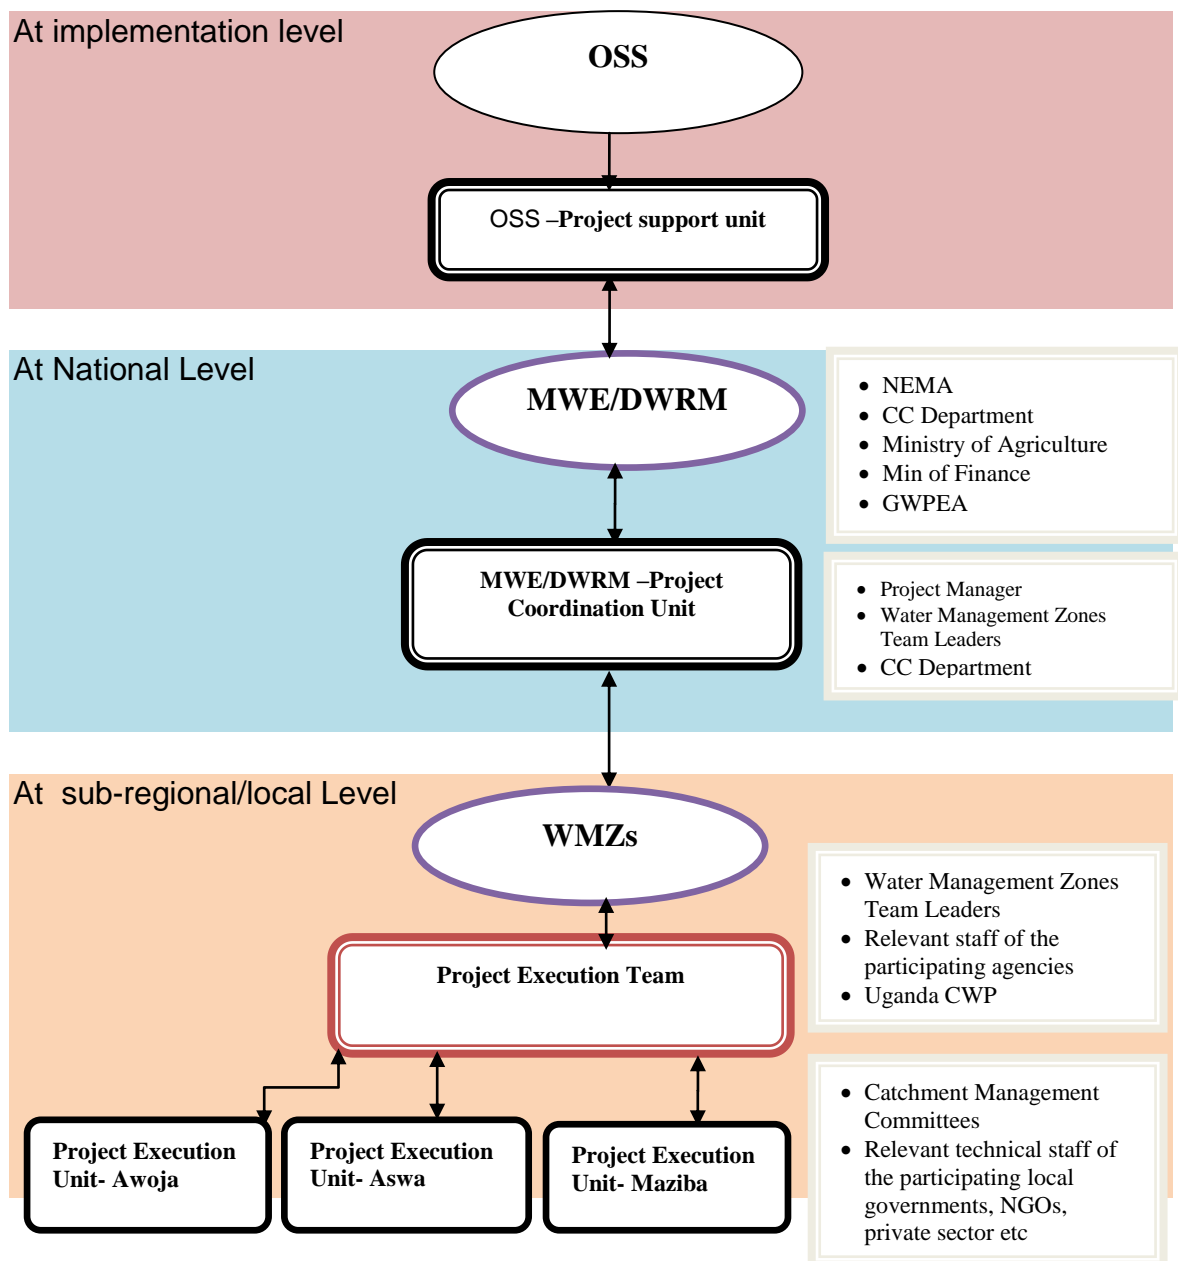 At implementation level
OSS
OSS –Project support unit
At National Level
MWE/DWRM
• NEMA
• CC Department
• Ministry of Agriculture
• Min of Finance
• GWPEA
MWE/DWRM –Project
Coordination Unit
• Project Manager
• Water Management Zones
Team Leaders
• CC Department
At sub-regional/local Level
WMZs
• Water Management Zones
Team Leaders
• Relevant staff of the
participating agencies
• Uganda CWP
Project Execution Team
• Catchment Management
Committees
• Relevant technical staff of
the participating local
governments, NGOs,
private sector etc
Project Execution
Unit- Awoja
Project Execution
Unit- Aswa
Project Execution
Unit- Maziba